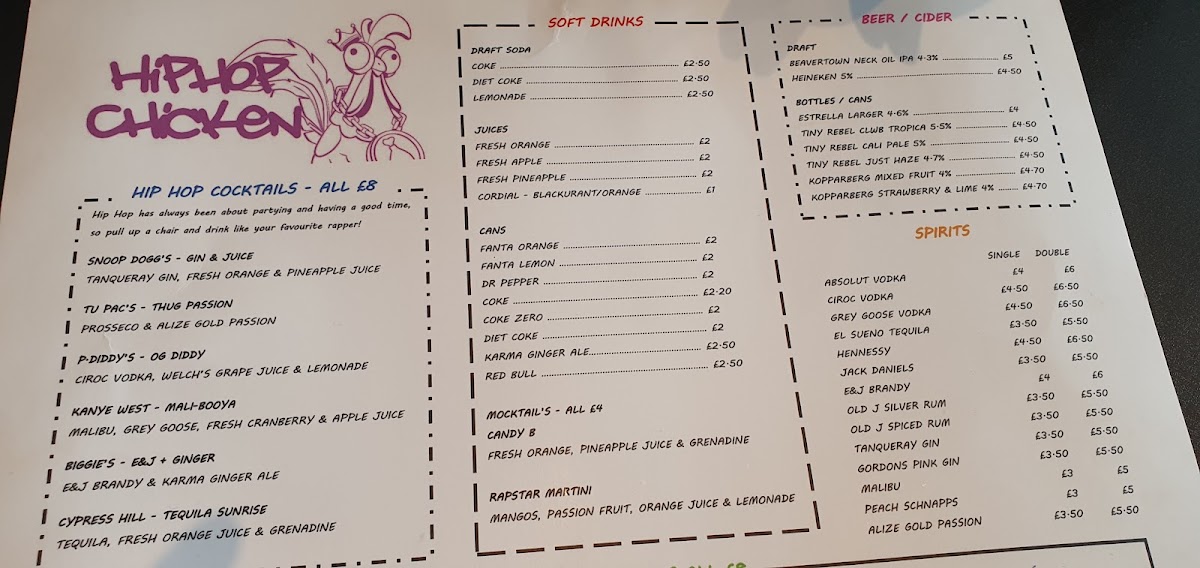 HIPHOP
CHICKEN
HIP HOP COCKTAILS - ALL £8
Hip Hop has always been about partying and having a good time,
so pull up a chair and drink like your favourite rapper!
SNOOP DOGG'S - GIN & JUICE
TANQUERAY GIN, FRESH ORANGE & PINEAPPLE JUICE
TU PAC'S - THUG PASSION
PROSSECO & ALIZE GOLD PASSION
P·DIDDY'S - OG DIDDY
CIROC VODKA, WELCH'S GRAPE JUICE & LEMONADE
KANYE WEST - MALI-BOOYA
MALIBU, GREY GOOSE, FRESH CRANBERRY & APPLE JUICE
BIGGIE'S - E&J + GINGER
E&J BRANDY & KARMA GINGER ALE
CYPRESS HILL - TEQUILA SUNRISE
TEQUILA, FRESH ORANGE JUICE & GRENADINE
SOFT DRINKS
DRAFT SODA
COKE £2·50
DIET COKE £2·50
LEMONADE £2·50
JUICES
FRESH ORANGE £2
FRESH APPLE £2
FRESH PINEAPPLE £2
CORDIAL - BLACKURANT/ORANGE £1
CANS
FANTA ORANGE £2
FANTA LEMON £2
DR PEPPER £2
COKE £2·20
COKE ZERO £2
DIET COKE £2
KARMA GINGER ALE £2·50
RED BULL £2·50
MOCKTAIL'S - ALL £4
CANDY B
FRESH ORANGE, PINEAPPLE JUICE & GRENADINE
RAPSTAR MARTINI
MANGOS, PASSION FRUIT, ORANGE JUICE & LEMONADE
BEER / CIDER
DRAFT
BEAVERTOWN NECK OIL IPA 4·3% £5
HEINEKEN 5% £4·50
BOTTLES / CANS
ESTRELLA LARGER 4·6% £4
TINY REBEL CLWB TROPICA 5·5% £4·50
TINY REBEL CALI PALE 5% £4·50
TINY REBEL JUST HAZE 4·7% £4·50
KOPPARBERG MIXED FRUIT 4% £4·70
KOPPARBERG STRAWBERRY & LIME 4% £4·70
SPIRITS
SINGLE DOUBLE
ABSOLUT VODKA £4 £6
CIROC VODKA £4·50 £6·50
GREY GOOSE VODKA £4·50 £6·50
EL SUENO TEQUILA £3·50 £5·50
HENNESSY £4·50 £6·50
JACK DANIELS £3·50 £5·50
E&J BRANDY £4 £6
OLD J SILVER RUM £3·50 £5·50
OLD J SPICED RUM £3·50 £5·50
TANQUERAY GIN £3·50 £5·50
GORDONS PINK GIN £3·50 £5·50
MALIBU £3 £5
PEACH SCHNAPPS £3 £5
ALIZE GOLD PASSION £3·50 £5·50